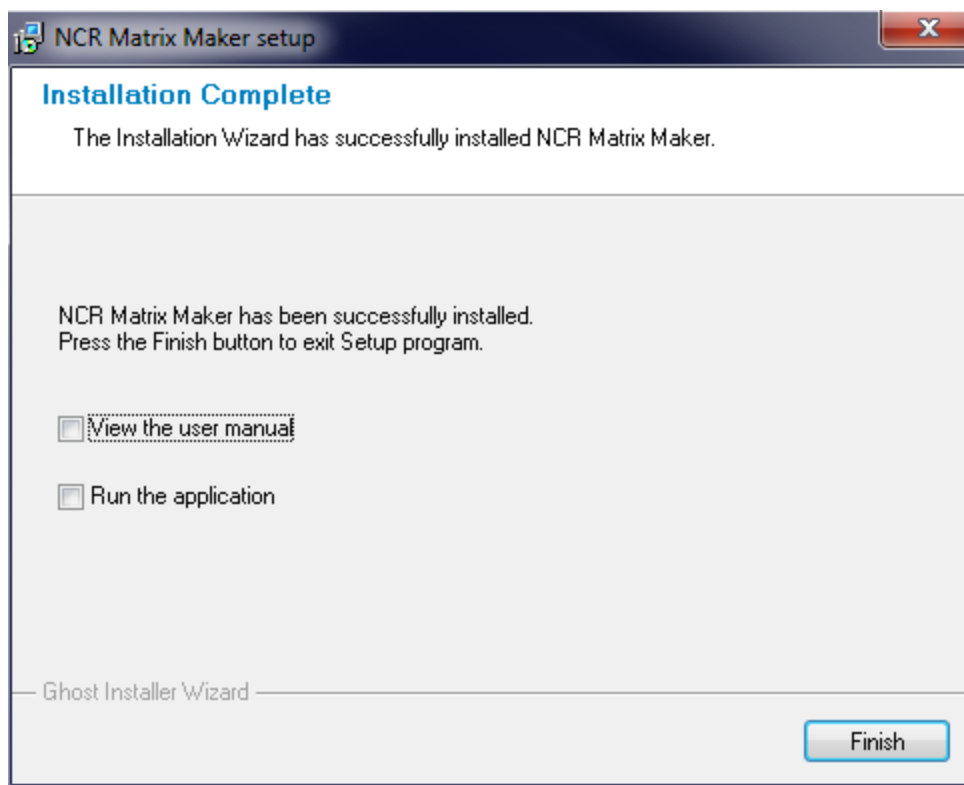 NCR Matrix Maker setup
Installation Complete
The Installation Wizard has successfully installed NCR Matrix Maker.
NCR Matrix Maker has been successfully installed.
Press the Finish button to exit Setup program.
View the user manual
Run the application
Ghost Installer Wizard
Finish